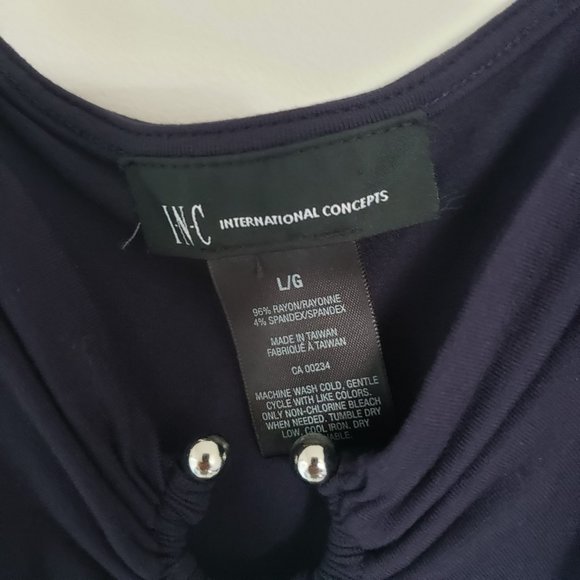 I·N·C INTERNATIONAL CONCEPTS
L/G
96% RAYON/RAYONNE
4% SPANDEX/SPANDEX
MADE IN TAIWAN
FABRIQUÉ À TAIWAN
CA 00234
MACHINE WASH COLD, GENTLE
CYCLE WITH LIKE COLORS.
ONLY NON-CHLORINE BLEACH
WHEN NEEDED. TUMBLE DRY
LOW. COOL IRON. DRY